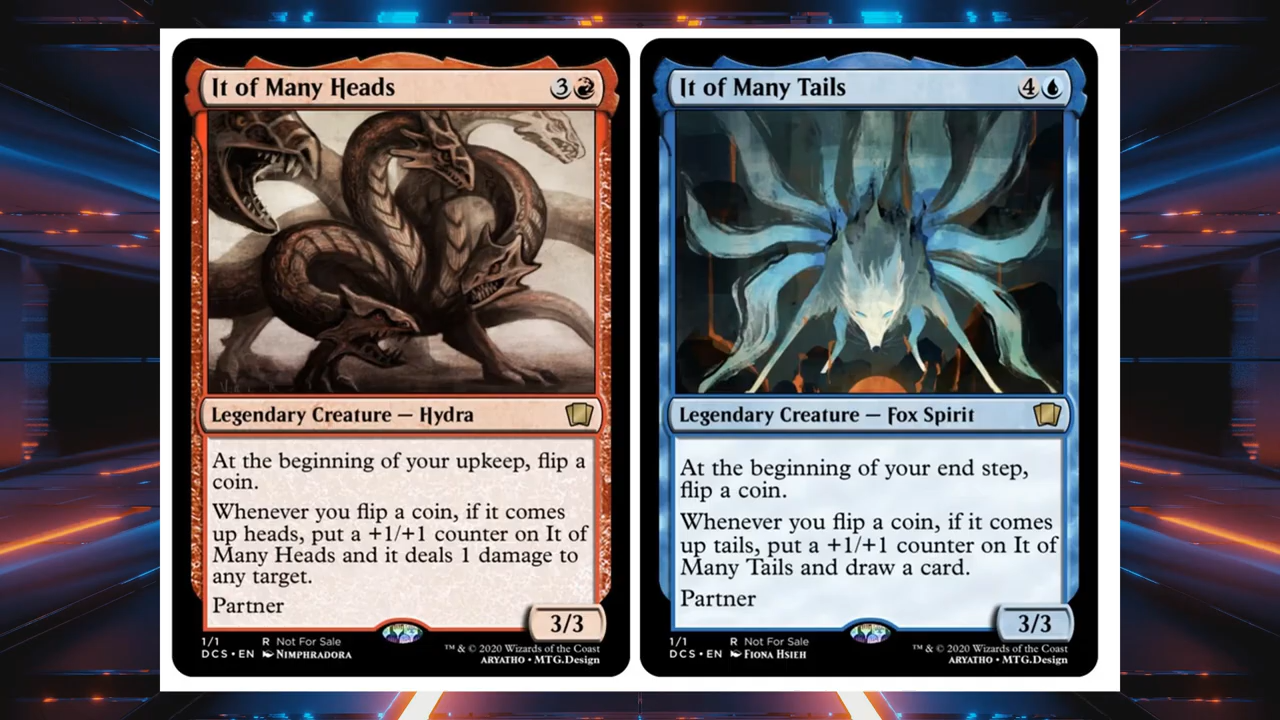 It of Many Heads 3
Legendary Creature — Hydra
At the beginning of your upkeep, flip a
coin.
Whenever you flip a coin, if it comes
up heads, put a +1/+1 counter on It of
Many Heads and it deals 1 damage to
any target.
Partner
3/3
1/1 R Not For Sale
DCS • EN Nimphradora
™ & © 2020 Wizards of the Coast
ARYATHO • MTG.Design
It of Many Tails 4
Legendary Creature — Fox Spirit
At the beginning of your end step,
flip a coin.
Whenever you flip a coin, if it comes
up tails, put a +1/+1 counter on It of
Many Tails and draw a card.
Partner
3/3
1/1 R Not For Sale
DCS • EN Fiona Hsieh
™ & © 2020 Wizards of the Coast
ARYATHO • MTG.Design